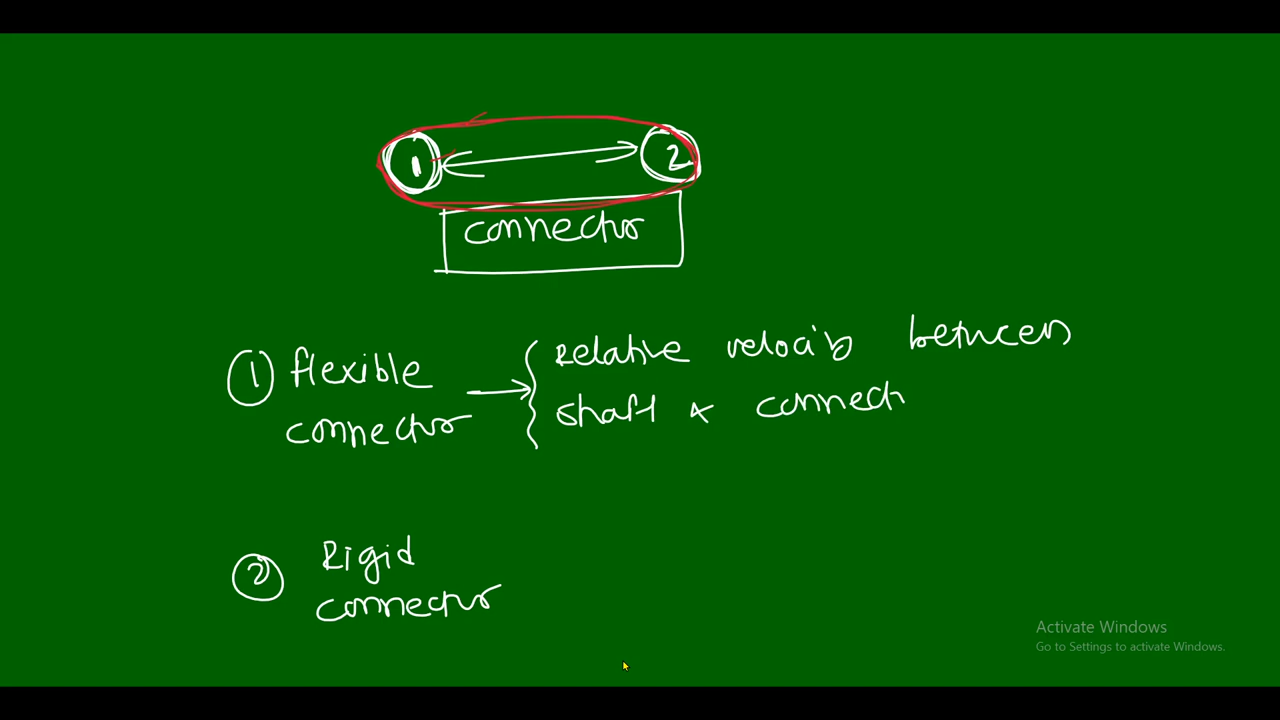 1 2
connector
① flexible
connector
Relative velocity between
shaft & connect
② Rigid
connector
Activate Windows
Go to Settings to activate Windows.